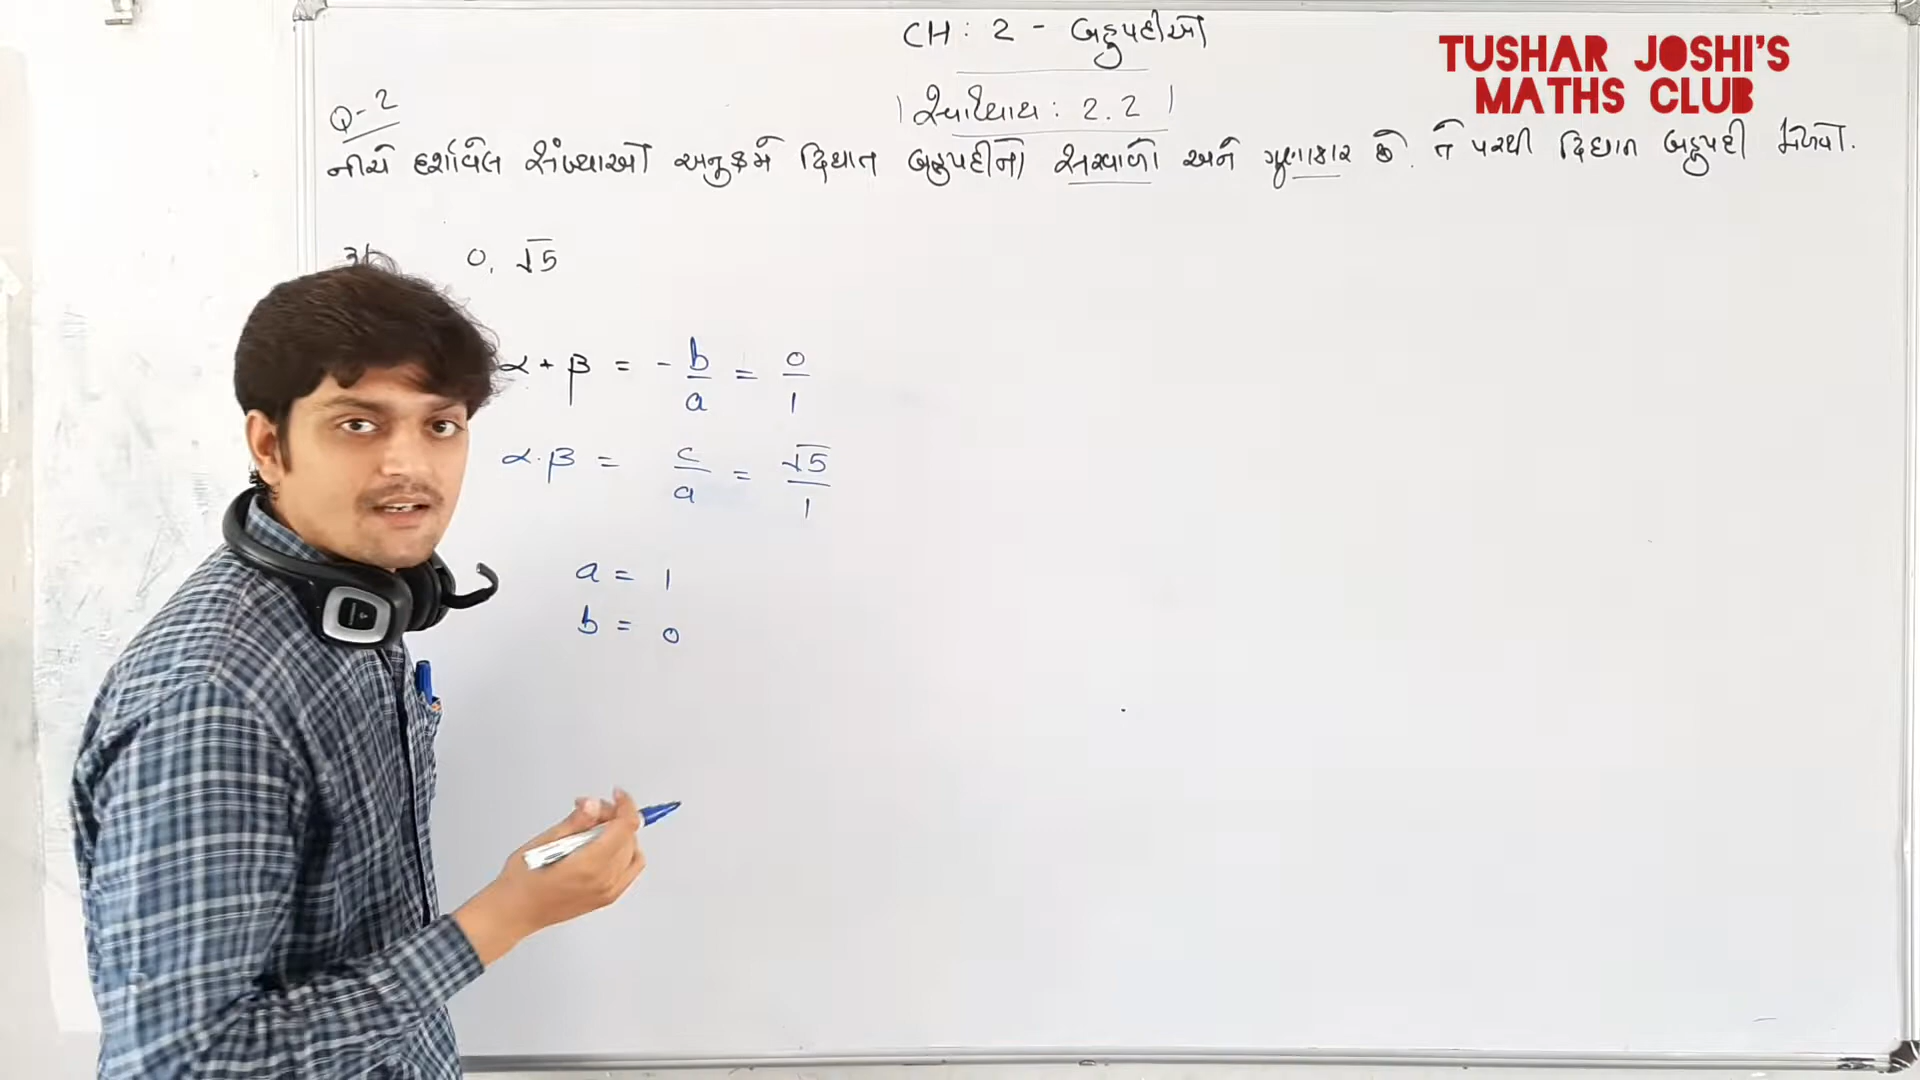 CH : 2 - બહુપદીઓ
TUSHAR JOSHI'S
MATHS CLUB
સ્વાધ્યાય : 2.2
Q-2
નીચે દર્શાવેલ સંખ્યાઓ અનુક્રમે દ્વિઘાત બહુપદીનો સરવાળો અને ગુણાકાર છે. તે પરથી દ્વિઘાત બહુપદી મેળવો.
0, √5
α + β = - b/a = 0/1
α·β = c/a = √5/1
a = 1
b = 0